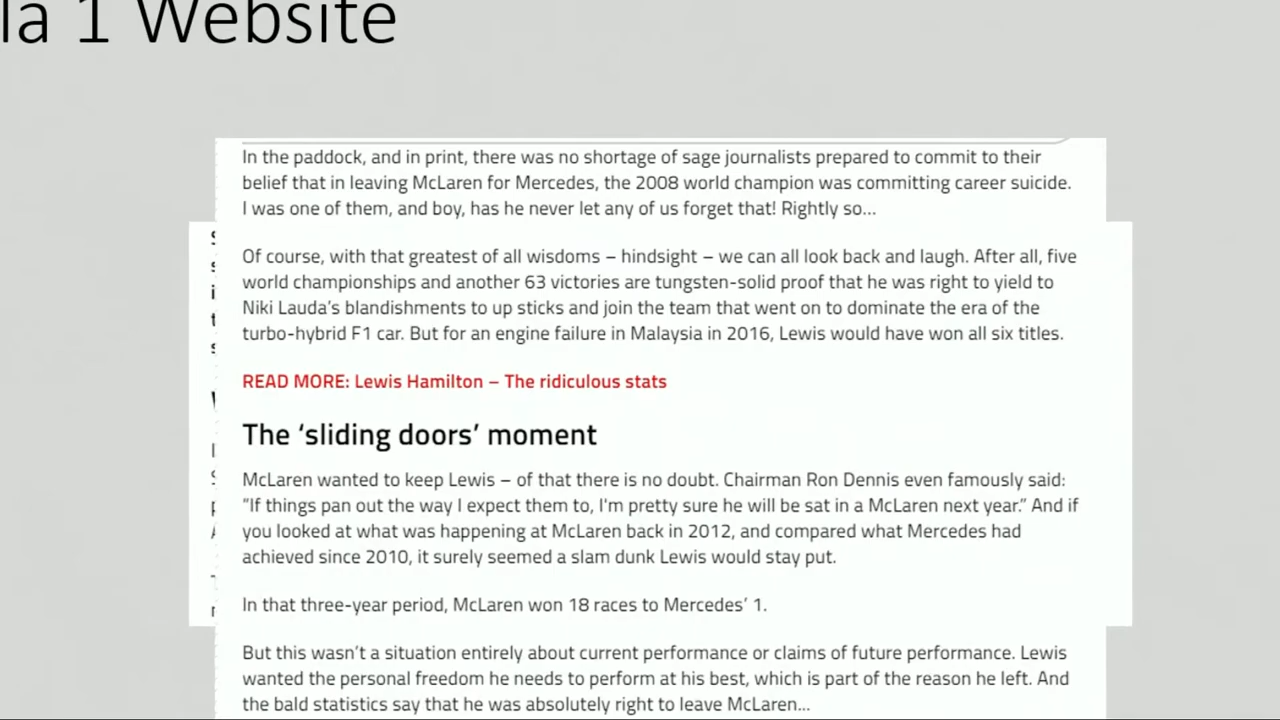 la 1 Website
In the paddock, and in print, there was no shortage of sage journalists prepared to commit to their
belief that in leaving McLaren for Mercedes, the 2008 world champion was committing career suicide.
I was one of them, and boy, has he never let any of us forget that! Rightly so...
Of course, with that greatest of all wisdoms – hindsight – we can all look back and laugh. After all, five
world championships and another 63 victories are tungsten-solid proof that he was right to yield to
Niki Lauda's blandishments to up sticks and join the team that went on to dominate the era of the
turbo-hybrid F1 car. But for an engine failure in Malaysia in 2016, Lewis would have won all six titles.
READ MORE: Lewis Hamilton – The ridiculous stats
The ‘sliding doors’ moment
McLaren wanted to keep Lewis – of that there is no doubt. Chairman Ron Dennis even famously said:
“If things pan out the way I expect them to, I'm pretty sure he will be sat in a McLaren next year.” And if
you looked at what was happening at McLaren back in 2012, and compared what Mercedes had
achieved since 2010, it surely seemed a slam dunk Lewis would stay put.
In that three-year period, McLaren won 18 races to Mercedes’ 1.
But this wasn’t a situation entirely about current performance or claims of future performance. Lewis
wanted the personal freedom he needs to perform at his best, which is part of the reason he left. And
the bald statistics say that he was absolutely right to leave McLaren...